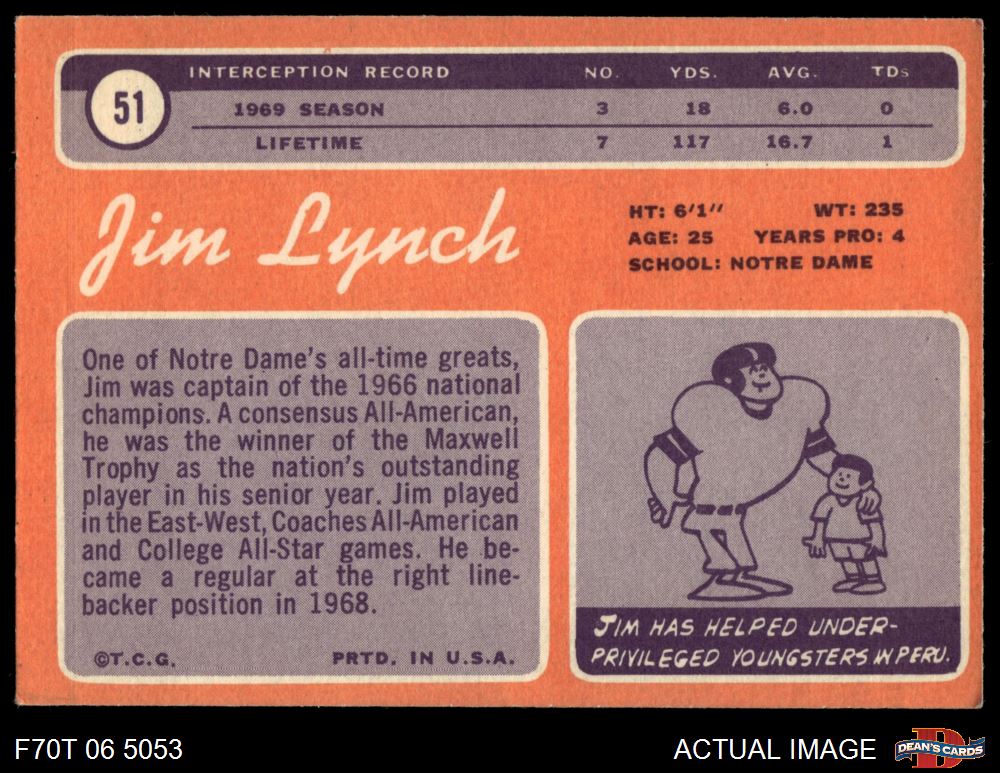 51
INTERCEPTION RECORD NO. YDS. AVG. TDs
1969 SEASON 3 18 6.0 0
LIFETIME 7 117 16.7 1
Jim Lynch
HT: 6'1" WT: 235
AGE: 25 YEARS PRO: 4
SCHOOL: NOTRE DAME
One of Notre Dame's all-time greats,
Jim was captain of the 1966 national
champions. A consensus All-American,
he was the winner of the Maxwell
Trophy as the nation's outstanding
player in his senior year. Jim played
in the East-West, Coaches All-American
and College All-Star games. He be-
came a regular at the right line-
backer position in 1968.
©T.C.G. PRTD. IN U.S.A.
JIM HAS HELPED UNDER-
PRIVILEGED YOUNGSTERS IN PERU.
F70T 06 5053
ACTUAL IMAGE
D
DEAN'S CARDS